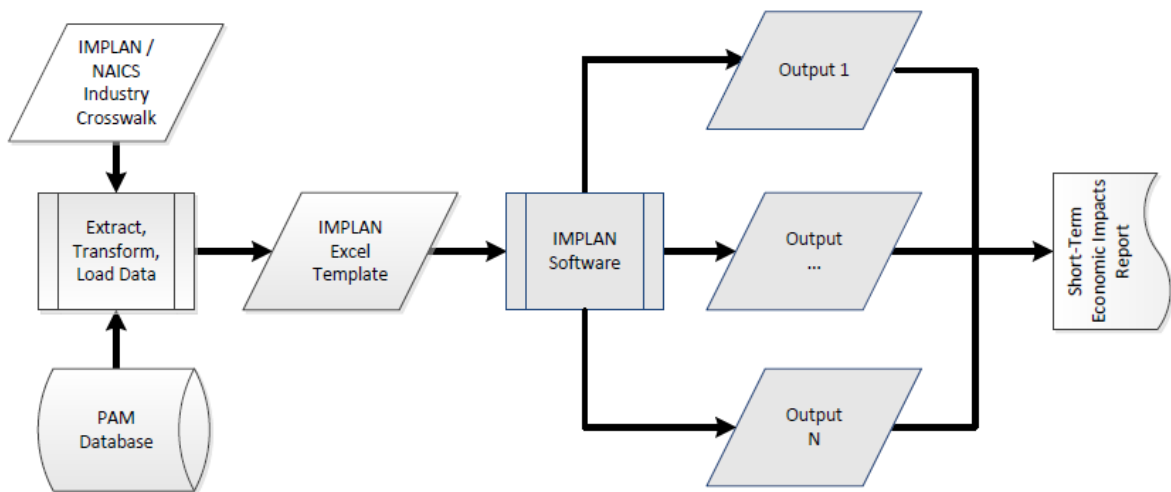 IMPLAN /
NAICS
Industry
Crosswalk
Extract,
Transform,
Load Data
PAM
Database
IMPLAN
Excel
Template
IMPLAN
Software
Output 1
Output
...
Output
N
Short-Term
Economic Impacts
Report